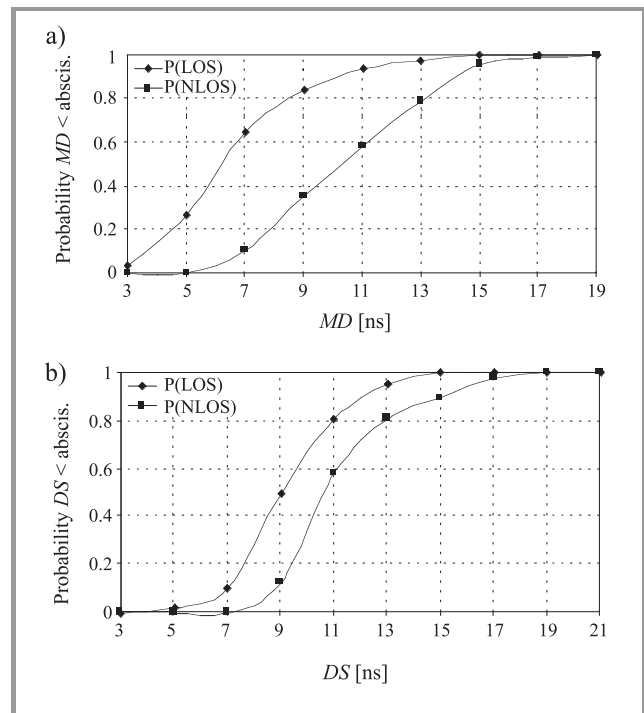 a)
Probability MD < abscis.
1
0.8
0.6
0.4
0.2
0
P(LOS)
P(NLOS)
3 5 7 9 11 13 15 17 19
MD [ns]
b)
Probability DS < abscis.
1
0.8
0.6
0.4
0.2
0
P(LOS)
P(NLOS)
3 5 7 9 11 13 15 17 19 21
DS [ns]